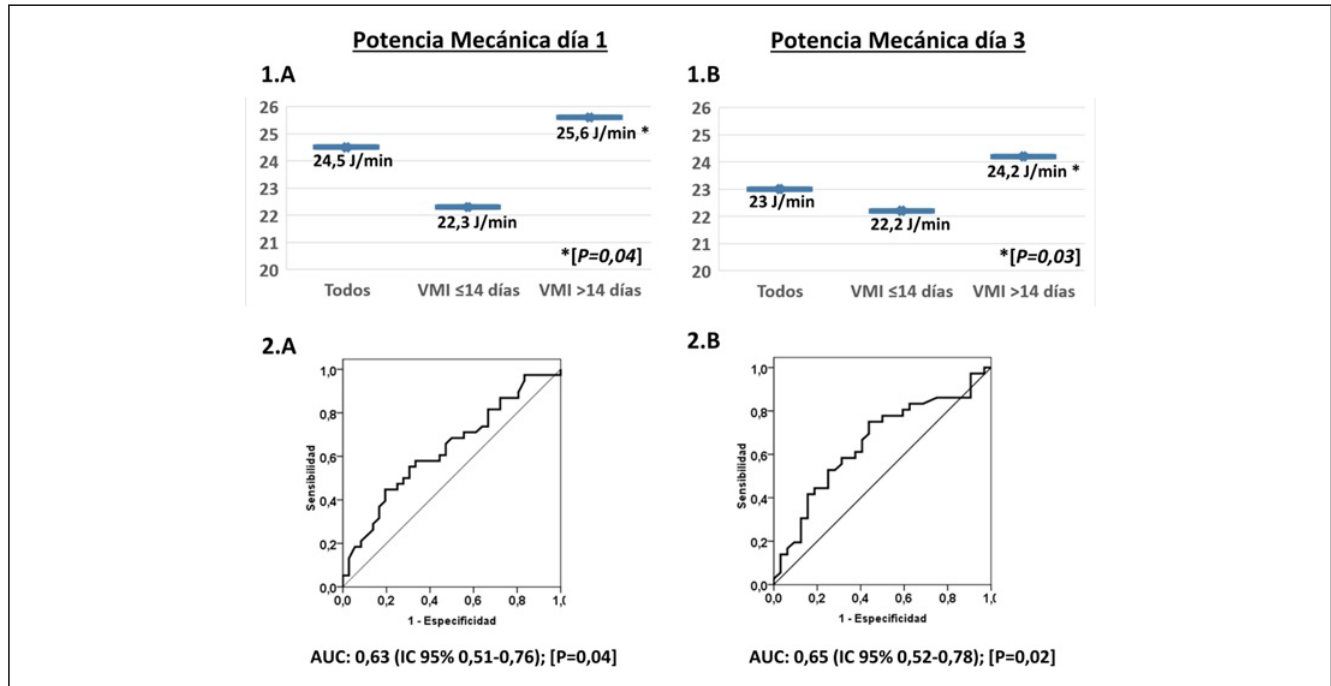 Potencia Mecánica día 1
Potencia Mecánica día 3
1.A
26
25
24
23
22
21
20
24,5 J/min
22,3 J/min
25,6 J/min *
*[P=0,04]
Todos
VMI ≤14 días
VMI >14 días
1.B
26
25
24
23
22
21
20
23 J/min
22,2 J/min
24,2 J/min *
*[P=0,03]
Todos
VMI ≤14 días
VMI >14 días
2.A
Sensibilidad
1,0
0,8
0,6
0,4
0,2
0,0
0,0 0,2 0,4 0,6 0,8 1,0
1 - Especificidad
AUC: 0,63 (IC 95% 0,51-0,76); [P=0,04]
2.B
Sensibilidad
1,0
0,8
0,6
0,4
0,2
0,0
0,0 0,2 0,4 0,6 0,8 1,0
1 - Especificidad
AUC: 0,65 (IC 95% 0,52-0,78); [P=0,02]